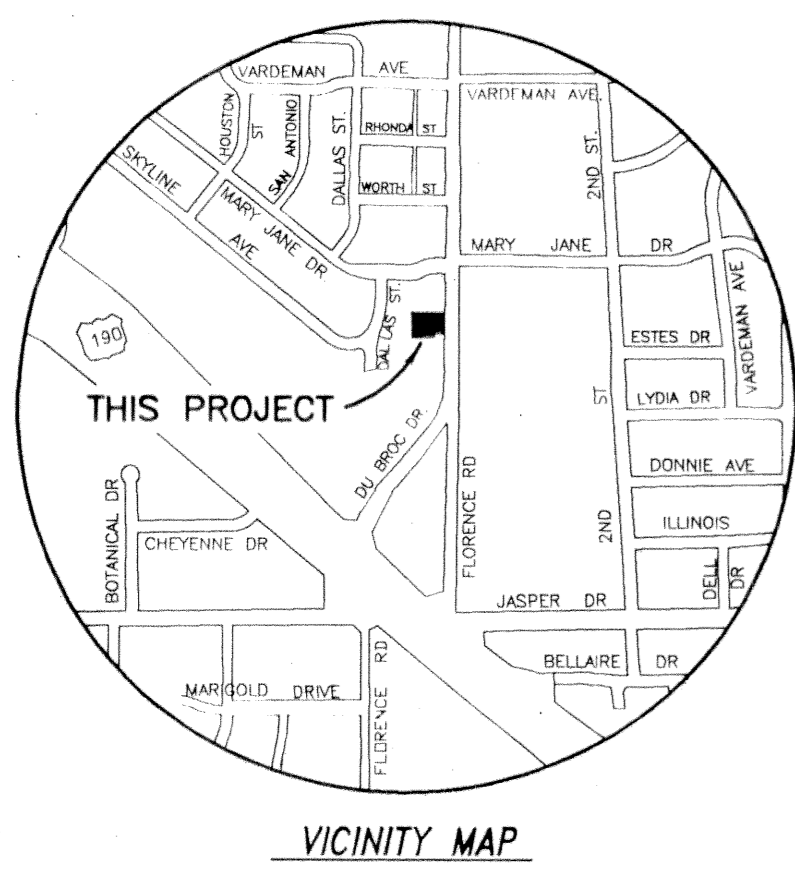 VARDEMAN AVE
VARDEMAN AVE.
HOUSTON ST
SAN ANTONIO
DALLAS ST.
RHONDA ST
WORTH ST
2ND ST.
SKYLINE AVE
MARY JANE DR
MARY JANE DR
VARDEMAN AVE
190
DALLAS ST.
ESTES DR
THIS PROJECT
LYDIA DR
DU BROC DR.
2ND ST
DONNIE AVE
FLORENCE RD
BOTANICAL DR
CHEYENNE DR
ILLINOIS
DELL DR
JASPER DR
BELLAIRE DR
MARIGOLD DRIVE
FLORENCE RD
VICINITY MAP